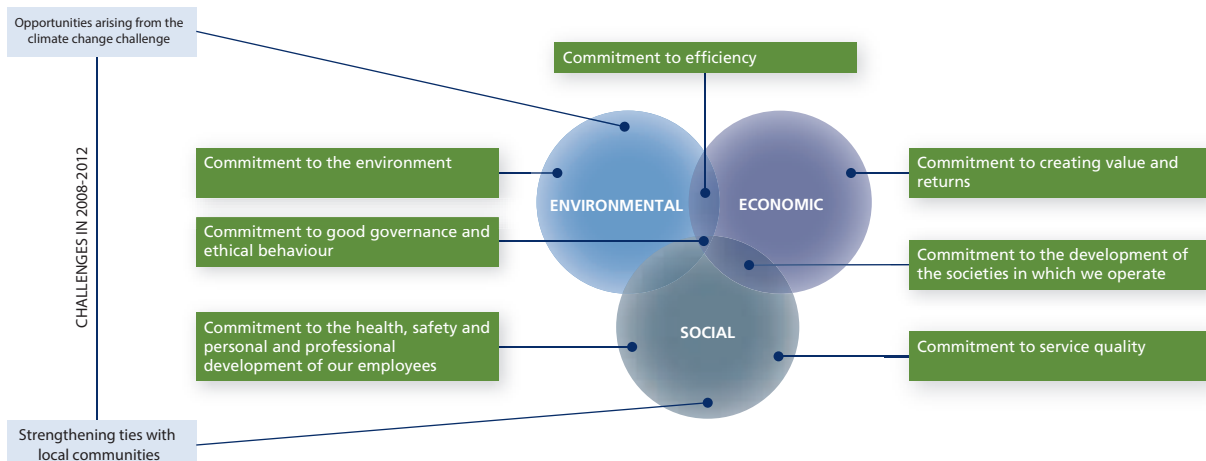 Opportunities arising from the
climate change challenge
Commitment to efficiency
CHALLENGES IN 2008-2012
Commitment to the environment
Commitment to creating value and
returns
ENVIRONMENTAL
ECONOMIC
Commitment to good governance and
ethical behaviour
Commitment to the development of
the societies in which we operate
Commitment to the health, safety and
personal and professional
development of our employees
SOCIAL
Commitment to service quality
Strengthening ties with
local communities